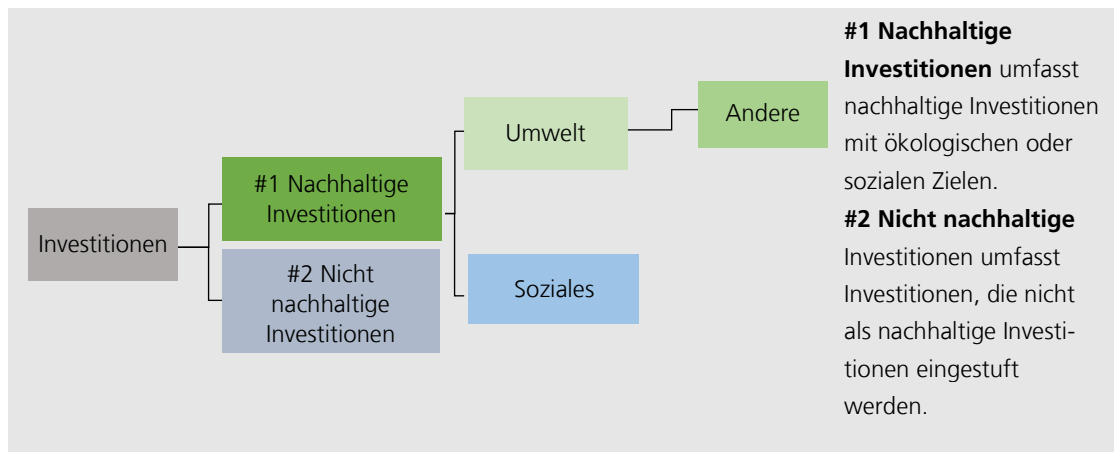 Investitionen
#1 Nachhaltige
Investitionen
#2 Nicht
nachhaltige
Investitionen
Umwelt
Soziales
Andere
#1 Nachhaltige
Investitionen umfasst
nachhaltige Investitionen
mit ökologischen oder
sozialen Zielen.
#2 Nicht nachhaltige
Investitionen umfasst
Investitionen, die nicht
als nachhaltige Investi-
tionen eingestuft
werden.